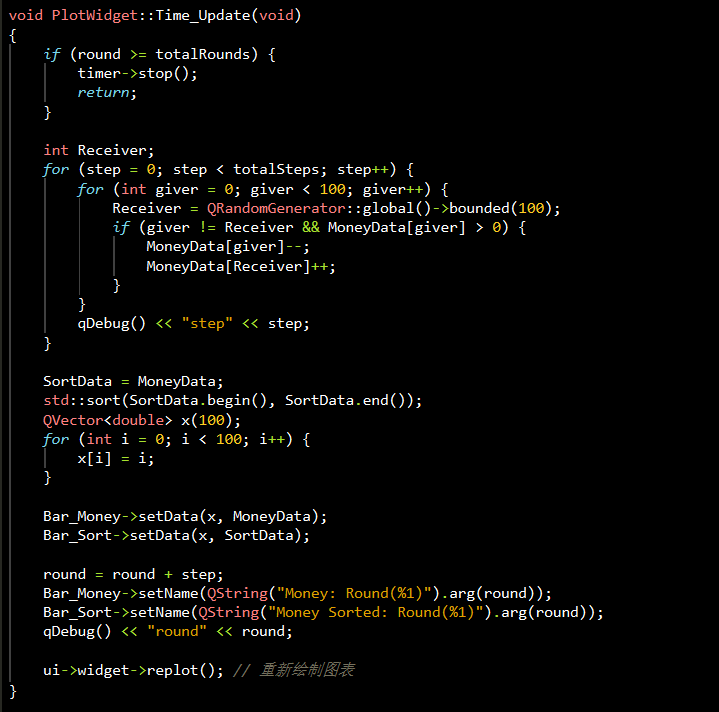 void PlotWidget::Time_Update(void)
{
    if (round >= totalRounds) {
        timer->stop();
        return;
    }

    int Receiver;
    for (step = 0; step < totalSteps; step++) {
        for (int giver = 0; giver < 100; giver++) {
            Receiver = QRandomGenerator::global()->bounded(100);
            if (giver != Receiver && MoneyData[giver] > 0) {
                MoneyData[giver]--;
                MoneyData[Receiver]++;
            }
        }
        qDebug() << "step" << step;
    }

    SortData = MoneyData;
    std::sort(SortData.begin(), SortData.end());
    QVector<double> x(100);
    for (int i = 0; i < 100; i++) {
        x[i] = i;
    }

    Bar_Money->setData(x, MoneyData);
    Bar_Sort->setData(x, SortData);

    round = round + step;
    Bar_Money->setName(QString("Money: Round(%1)").arg(round));
    Bar_Sort->setName(QString("Money Sorted: Round(%1)").arg(round));
    qDebug() << "round" << round;

    ui->widget->replot(); // 重新绘制图表
}